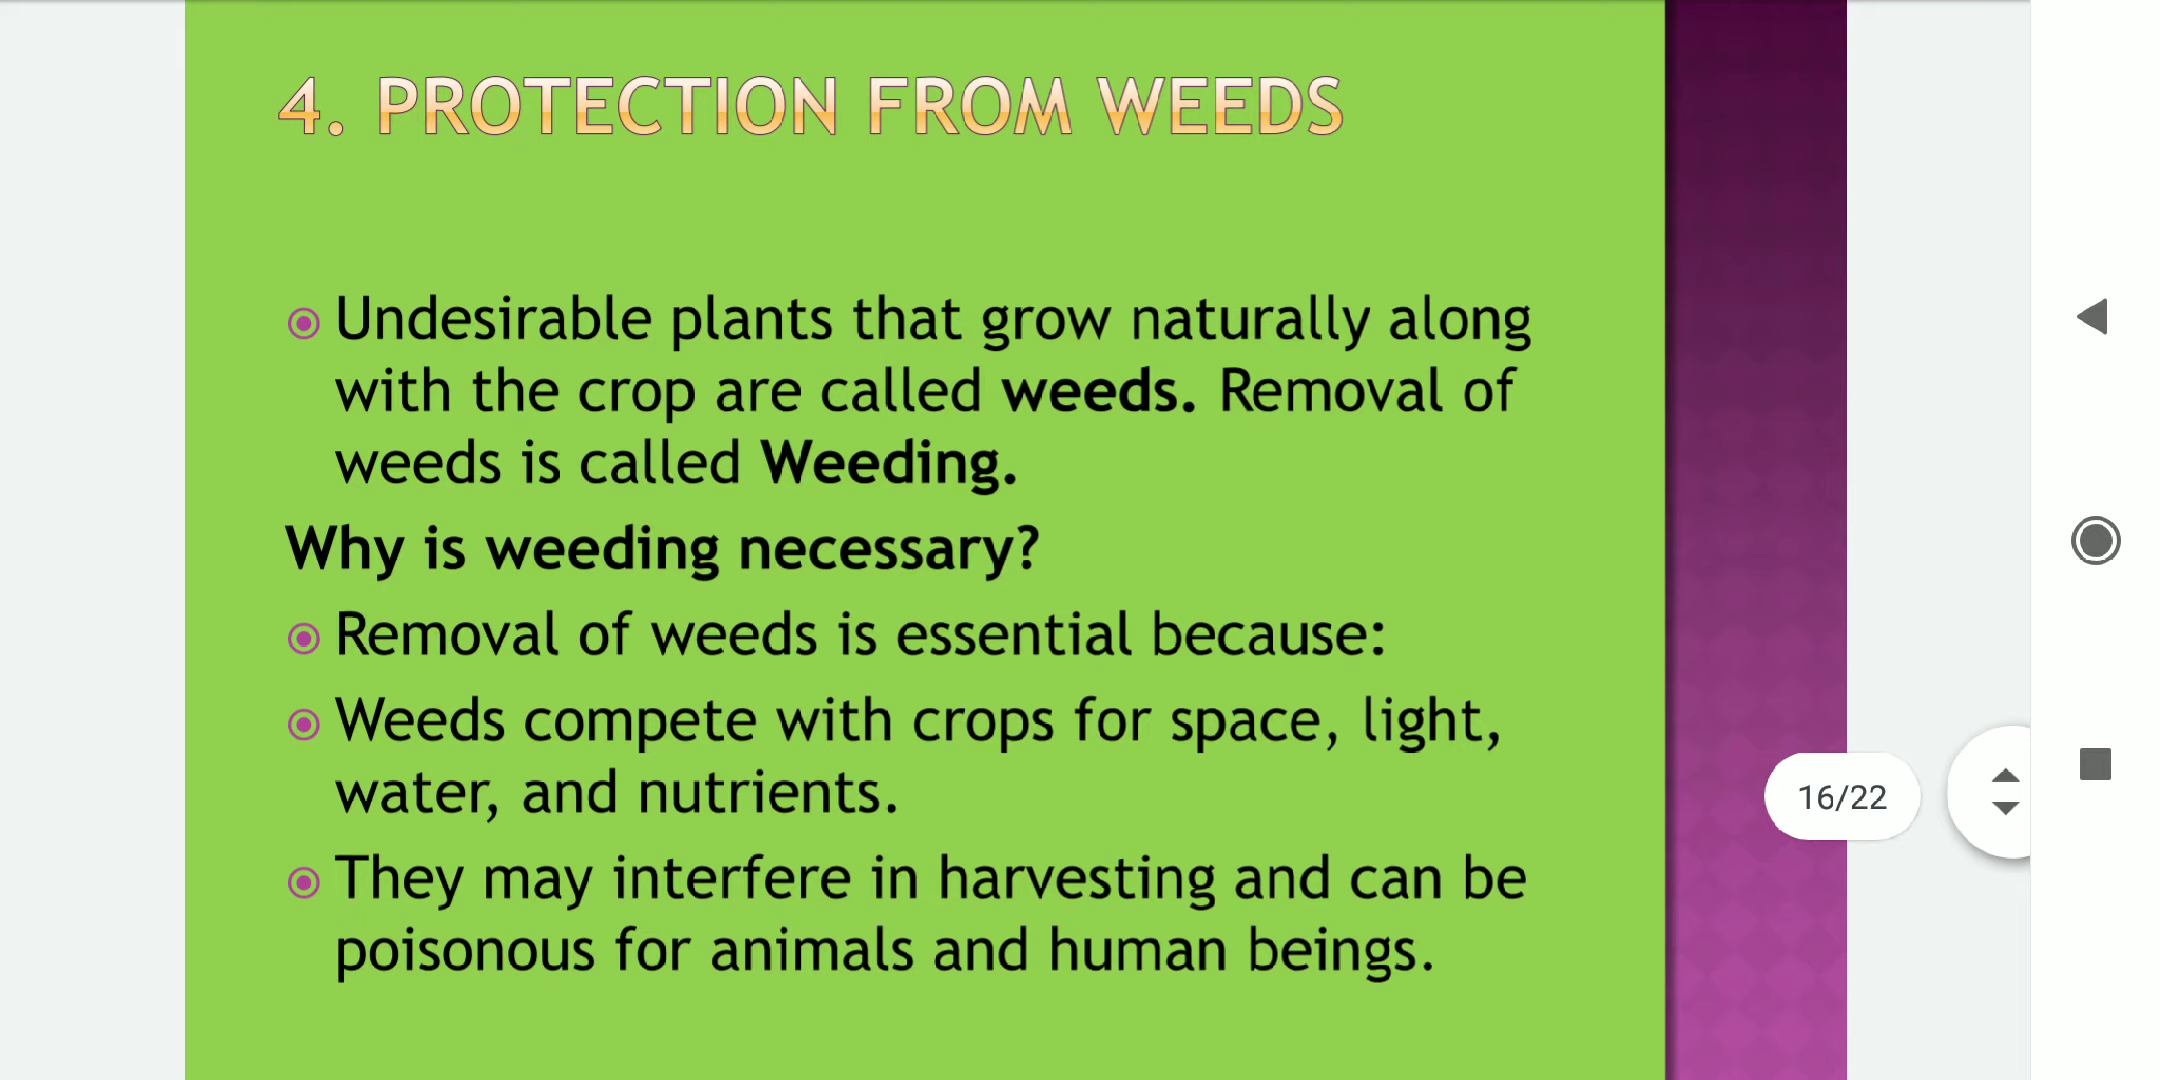 4. PROTECTION FROM WEEDS
Undesirable plants that grow naturally along
with the crop are called weeds. Removal of
weeds is called Weeding.
Why is weeding necessary?
Removal of weeds is essential because:
Weeds compete with crops for space, light,
water, and nutrients.
They may interfere in harvesting and can be
poisonous for animals and human beings.
16/22